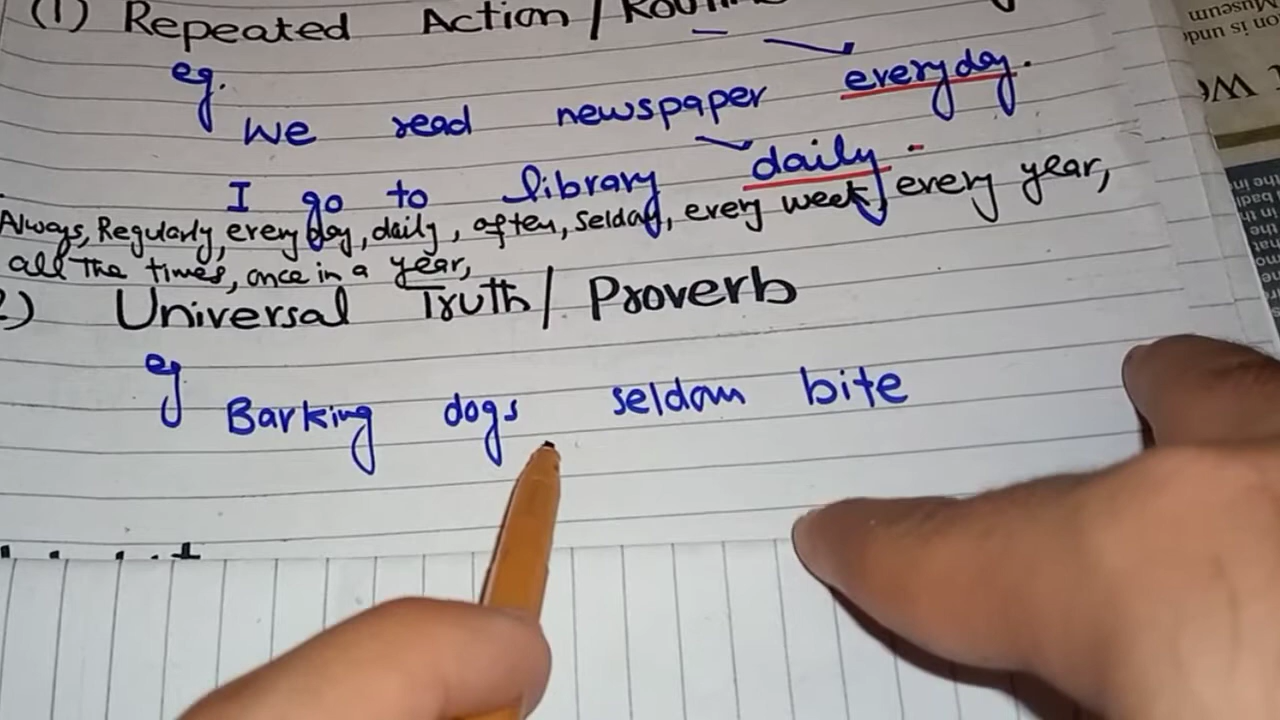 (1) Repeated Action /
eg.
We read newspaper everyday.
I go to library daily.
Always, Regularly, every day, daily, often, Seldom, every week, every year,
all The times, once in a year,
2.) Universal Truth / Proverb
eg
Barking dogs seldom bite